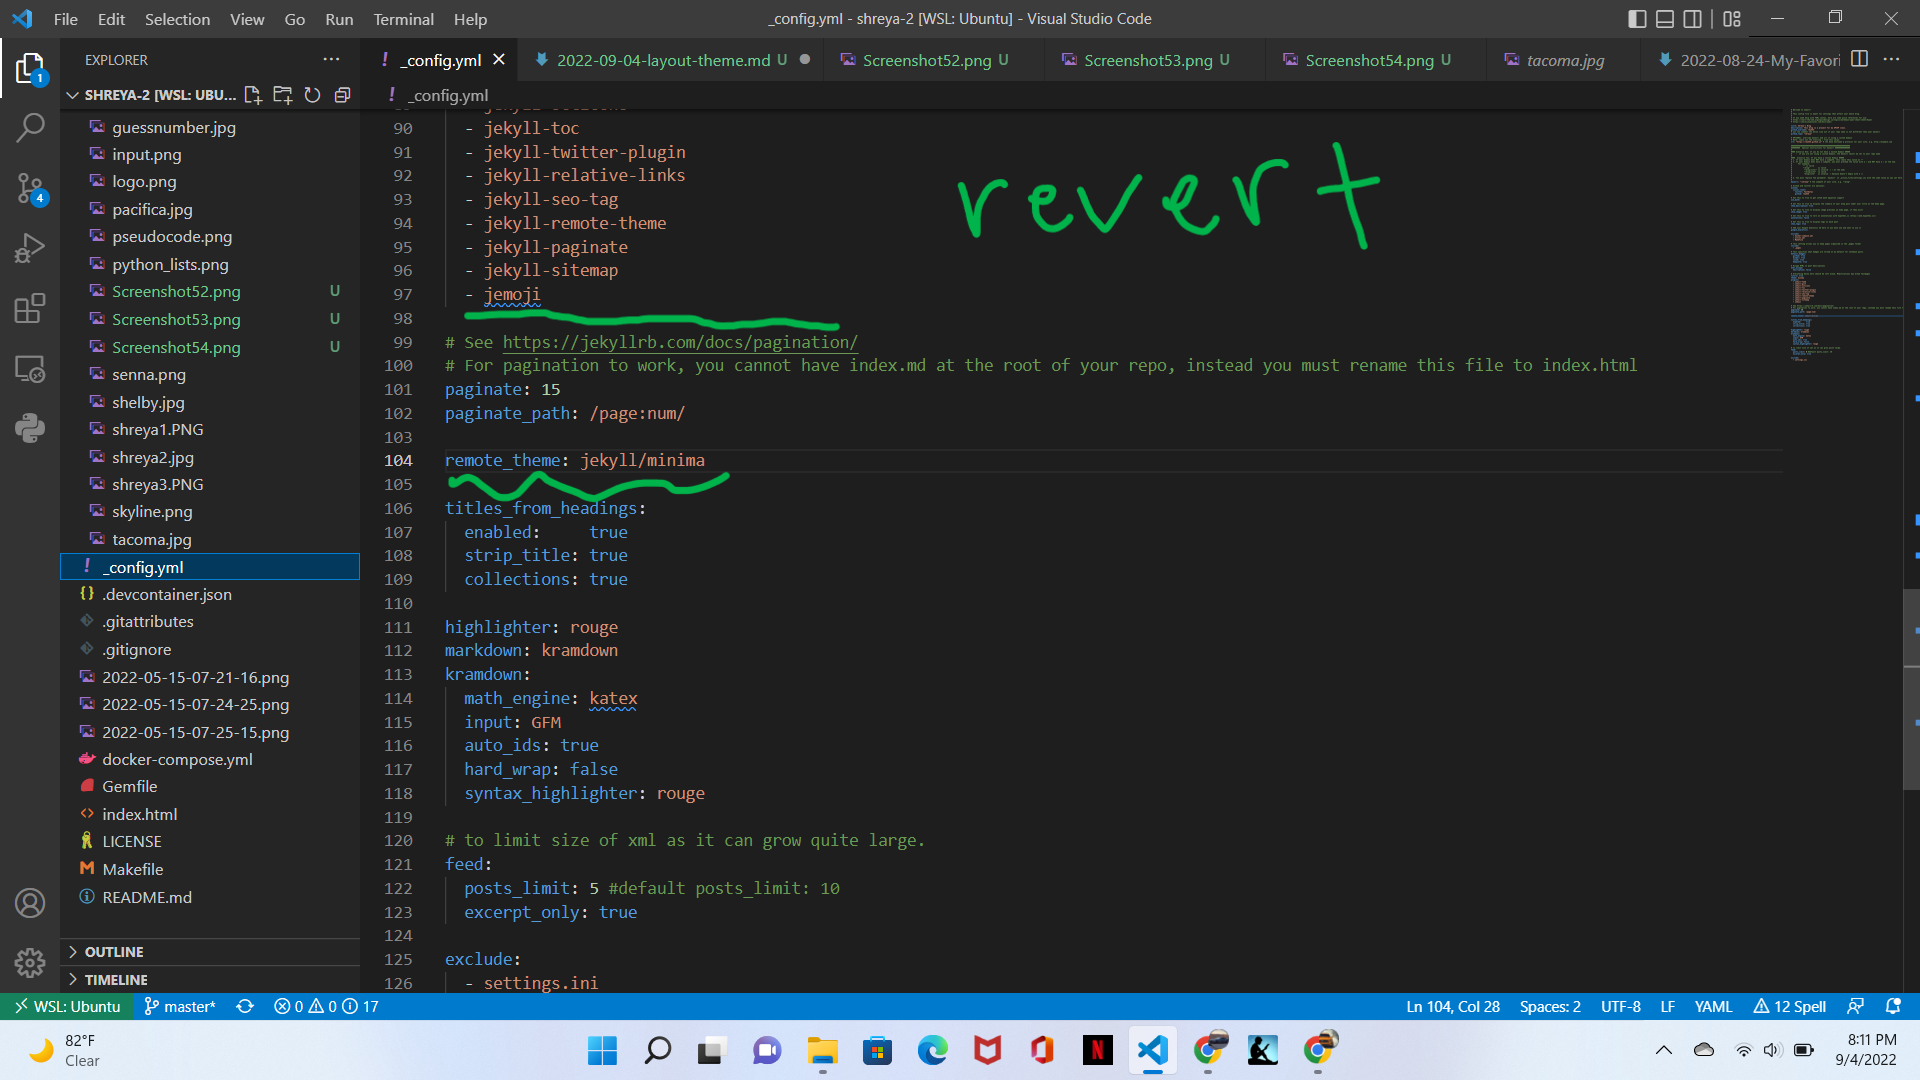 File Edit Selection View Go Run Terminal Help
_config.yml - shreya-2 [WSL: Ubuntu] - Visual Studio Code
EXPLORER
_config.yml
2022-09-04-layout-theme.md U
Screenshot52.png U
Screenshot53.png U
Screenshot54.png U
tacoma.jpg
2022-08-24-My-Favori
1
4
SHREYA-2 [WSL: UBU...
_config.yml
guessnumber.jpg
input.png
logo.png
pacifica.jpg
pseudocode.png
python_lists.png
Screenshot52.png U
Screenshot53.png U
Screenshot54.png U
senna.png
shelby.jpg
shreya1.PNG
shreya2.jpg
shreya3.PNG
skyline.png
tacoma.jpg
_config.yml
.devcontainer.json
.gitattributes
.gitignore
2022-05-15-07-21-16.png
2022-05-15-07-24-25.png
2022-05-15-07-25-15.png
docker-compose.yml
Gemfile
index.html
LICENSE
Makefile
README.md
OUTLINE
TIMELINE
90 - jekyll-toc
91 - jekyll-twitter-plugin
92 - jekyll-relative-links
93 - jekyll-seo-tag
94 - jekyll-remote-theme
95 - jekyll-paginate
96 - jekyll-sitemap
97 - jemoji
98
99 # See https://jekyllrb.com/docs/pagination/
100 # For pagination to work, you cannot have index.md at the root of your repo, instead you must rename this file to index.html
101 paginate: 15
102 paginate_path: /page:num/
103
104 remote_theme: jekyll/minima
105
106 titles_from_headings:
107 enabled: true
108 strip_title: true
109 collections: true
110
111 highlighter: rouge
112 markdown: kramdown
113 kramdown:
114 math_engine: katex
115 input: GFM
116 auto_ids: true
117 hard_wrap: false
118 syntax_highlighter: rouge
119
120 # to limit size of xml as it can grow quite large.
121 feed:
122 posts_limit: 5 #default posts_limit: 10
123 excerpt_only: true
124
125 exclude:
126 - settings.ini
revert
WSL: Ubuntu master* 0 0 17
Ln 104, Col 28 Spaces: 2 UTF-8 LF YAML 12 Spell
82°F
Clear
8:11 PM
9/4/2022